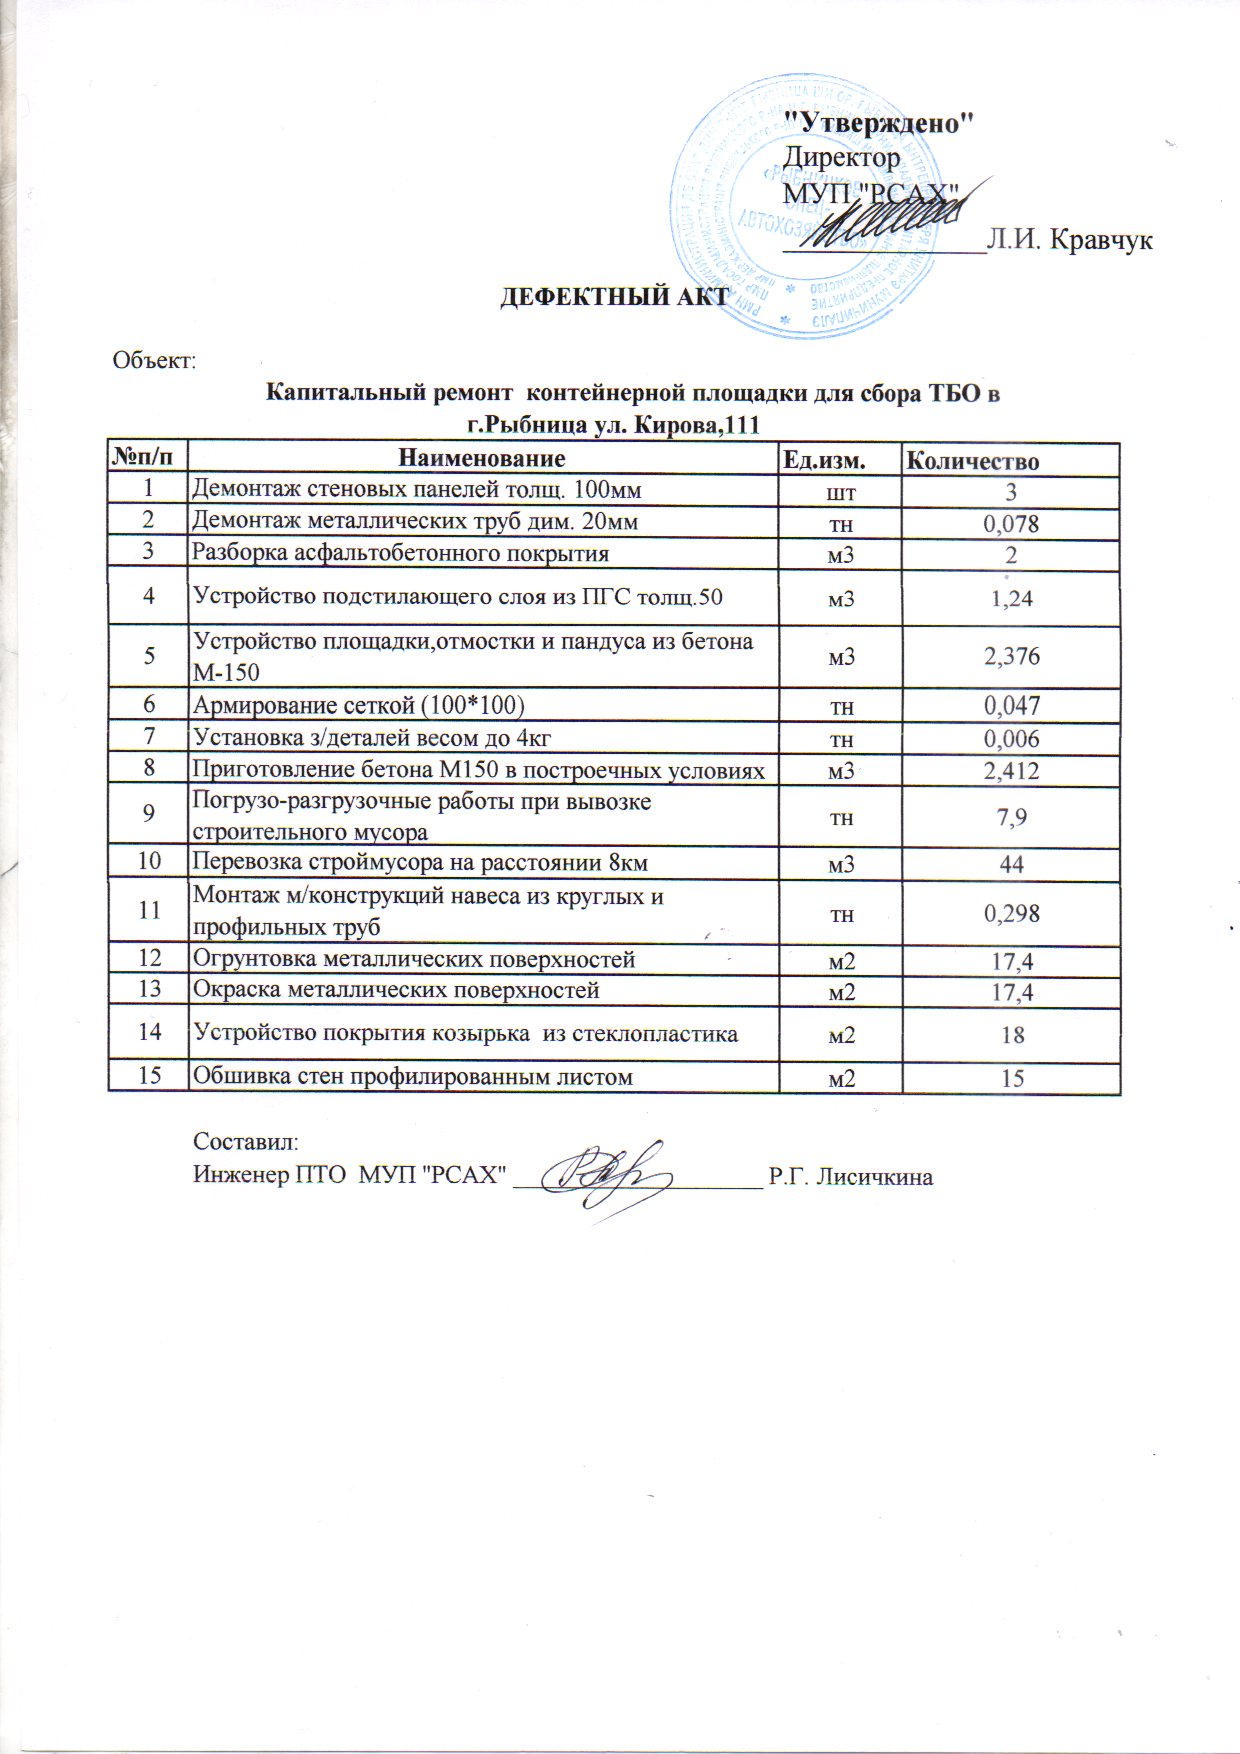 "Утверждено"
Директор
МУП "РСАХ"
Л.И. Кравчук
«РЫБНИЦКОЕ
СПЕЦ-
АВТОХОЗЯЙСТВО»
ДЕФЕКТНЫЙ АКТ
Объект:
Капитальный ремонт контейнерной площадки для сбора ТБО в
г.Рыбница ул. Кирова,111
№п/п Наименование Ед.изм. Количество
1 Демонтаж стеновых панелей толщ. 100мм шт 3
2 Демонтаж металлических труб дим. 20мм тн 0,078
3 Разборка асфальтобетонного покрытия м3 2
4 Устройство подстилающего слоя из ПГС толщ.50 м3 1,24
5 Устройство площадки,отмостки и пандуса из бетона
М-150 м3 2,376
6 Армирование сеткой (100*100) тн 0,047
7 Установка з/деталей весом до 4кг тн 0,006
8 Приготовление бетона М150 в построечных условиях м3 2,412
9 Погрузо-разгрузочные работы при вывозке
строительного мусора тн 7,9
10 Перевозка строймусора на расстоянии 8км м3 44
11 Монтаж м/конструкций навеса из круглых и
профильных труб тн 0,298
12 Огрунтовка металлических поверхностей м2 17,4
13 Окраска металлических поверхностей м2 17,4
14 Устройство покрытия козырька из стеклопластика м2 18
15 Обшивка стен профилированным листом м2 15
Составил:
Инженер ПТО МУП "РСАХ" Р.Г. Лисичкина